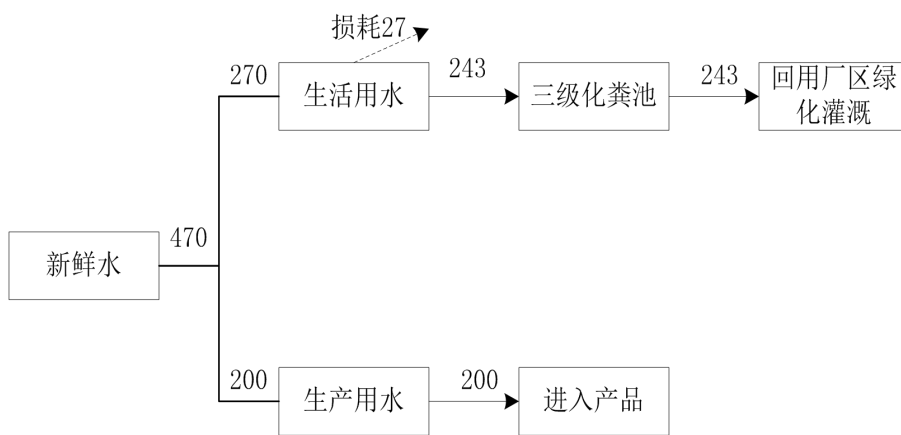 损耗27
270
生活用水
243
三级化粪池
243
回用厂区绿
化灌溉
新鲜水
470
200
生产用水
200
进入产品